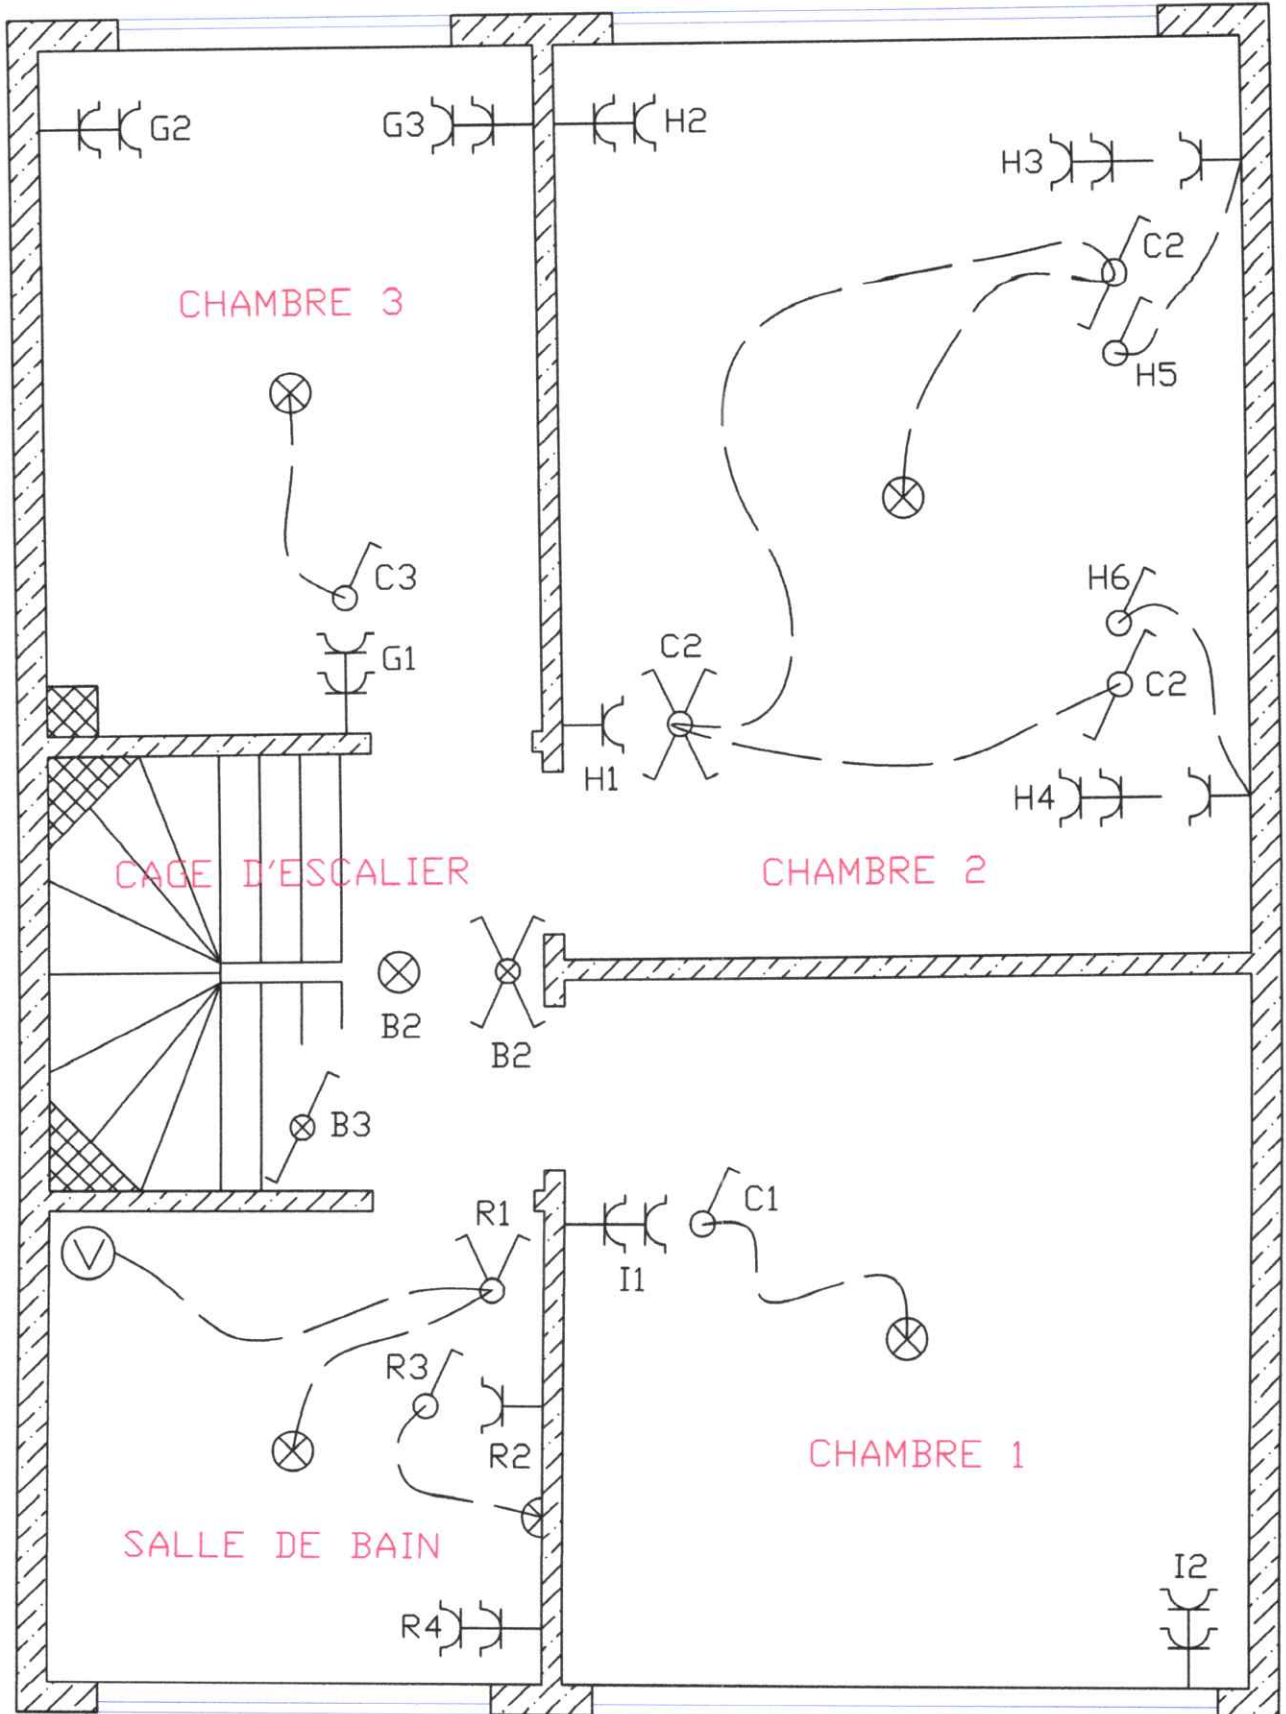 G2
G3
H2
H3
C2
CHAMBRE 3
H5
C3
H6
G1
C2
C2
H1
H4
CAGE D'ESCALIER
CHAMBRE 2
B2
B2
B3
R1
C1
I1
R3
R2
CHAMBRE 1
SALLE DE BAIN
I2
R4
V